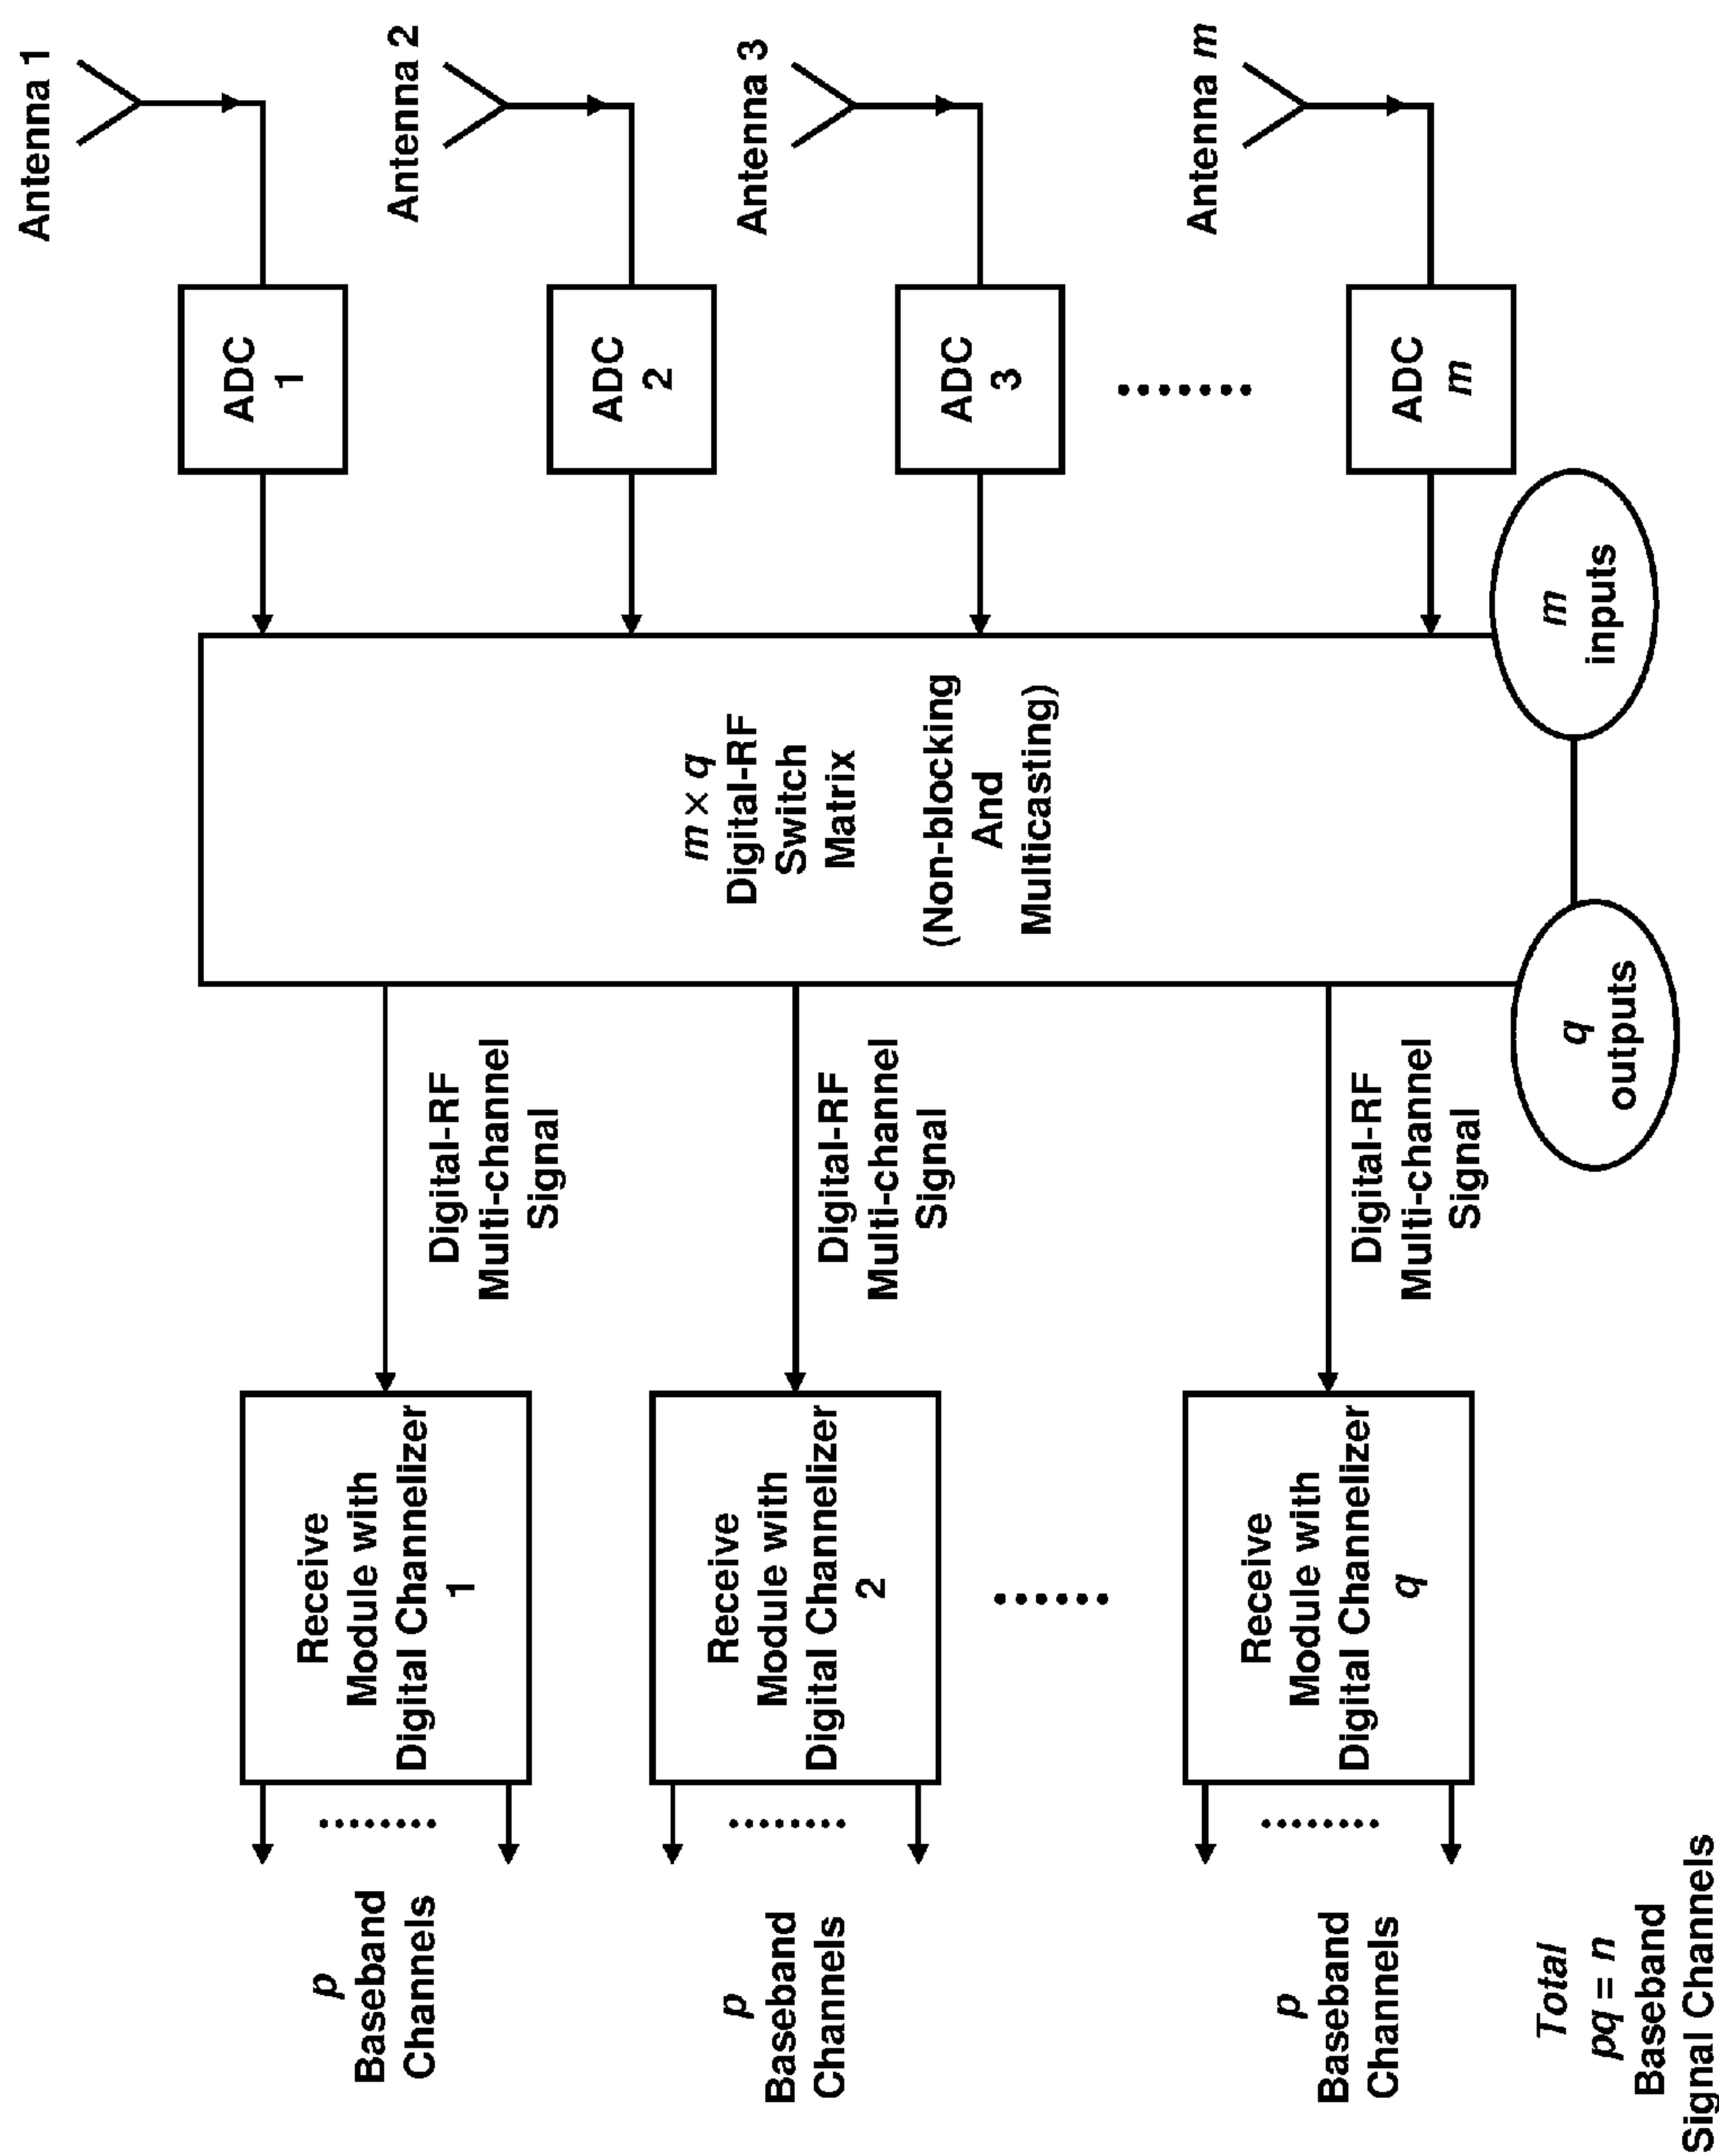 Antenna 1
Antenna 2
Antenna 3
Antenna m
ADC
1
ADC
2
ADC
3
ADC
m
m × q
Digital-RF
Switch
Matrix
(Non-blocking
And
Multicasting)
m
inputs
q
outputs
Digital-RF
Multi-channel
Signal
Digital-RF
Multi-channel
Signal
Digital-RF
Multi-channel
Signal
Receive
Module with
Digital Channelizer
1
Receive
Module with
Digital Channelizer
2
Receive
Module with
Digital Channelizer
q
p
Baseband
Channels
p
Baseband
Channels
p
Baseband
Channels
Total
pq = n
Baseband
Signal Channels